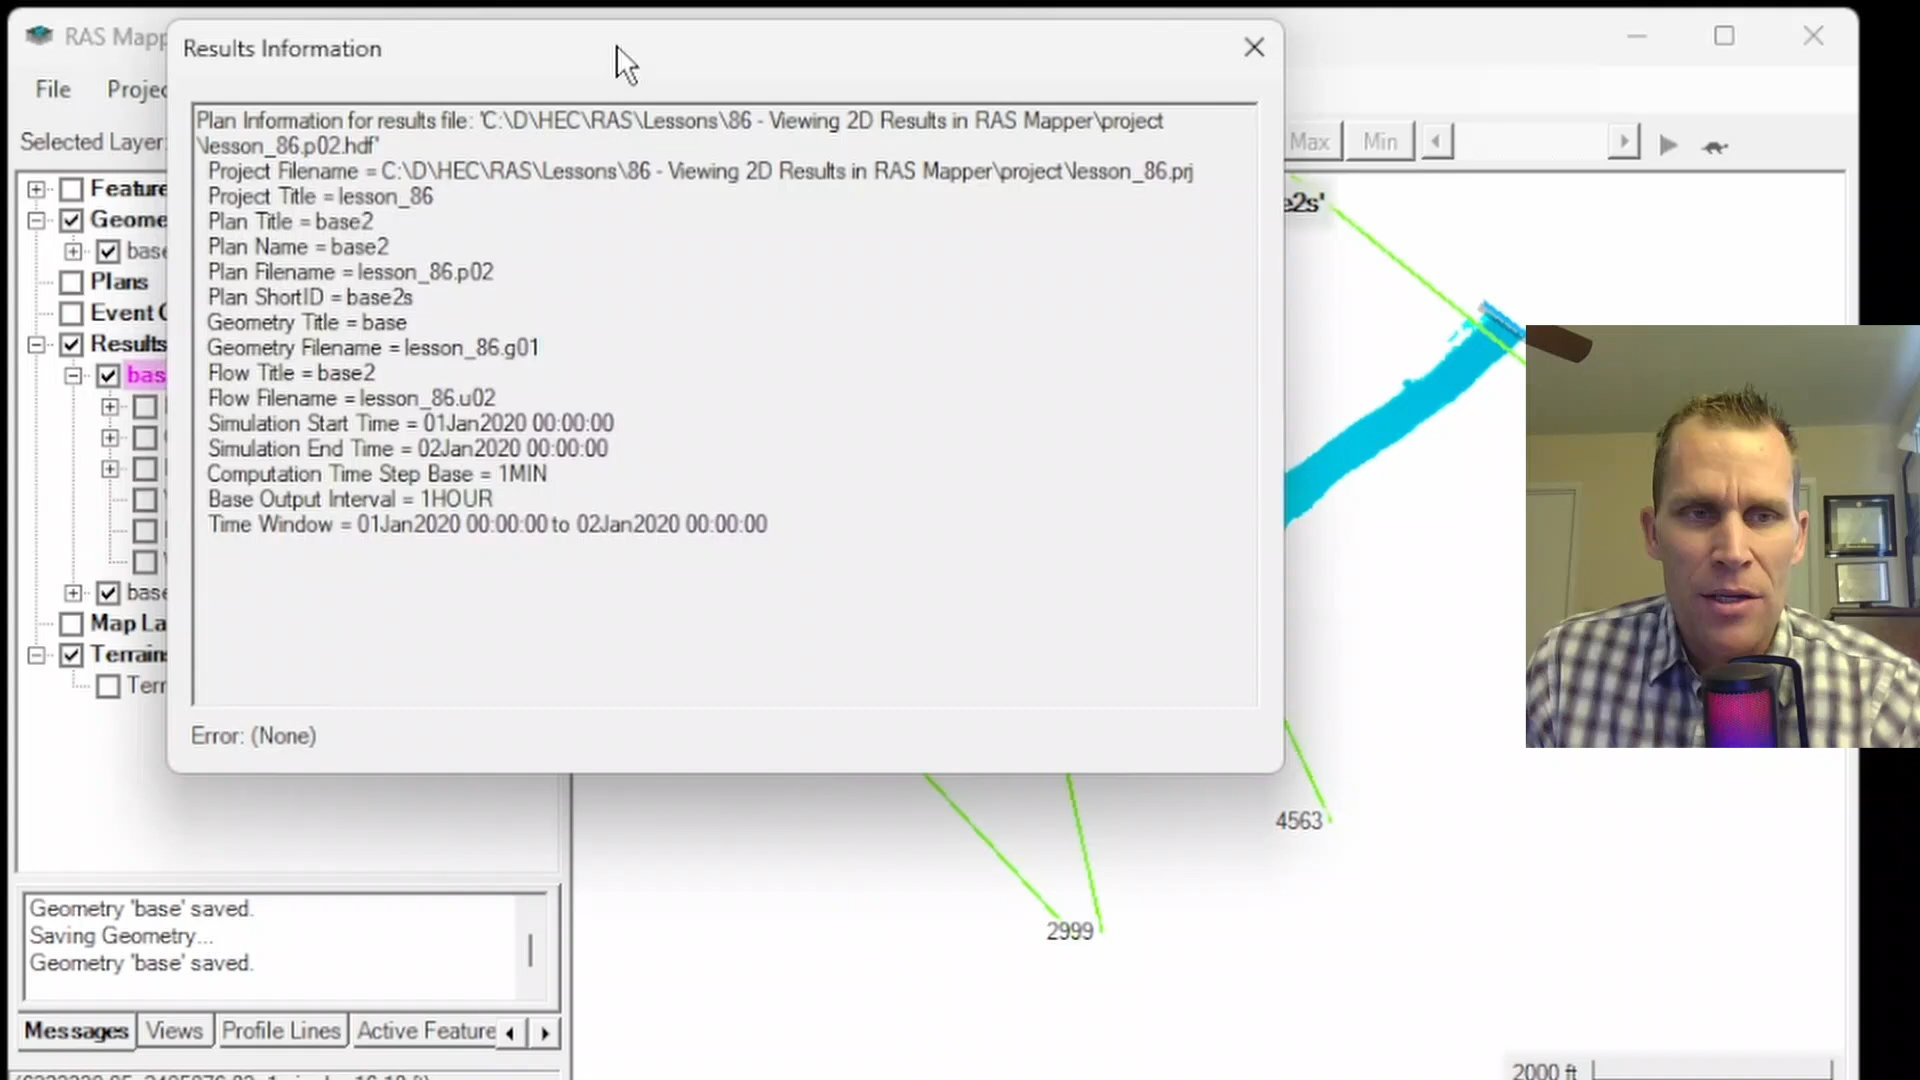 RAS Mapp
Results Information
File Projec
Selected Layer:
Max Min
Plan Information for results file: 'C:\D\HEC\RAS\Lessons\86 - Viewing 2D Results in RAS Mapper\project
\lesson_86.p02.hdf'
Project Filename = C:\D\HEC\RAS\Lessons\86 - Viewing 2D Results in RAS Mapper\project\lesson_86.prj
Project Title = lesson_86
Plan Title = base2
Plan Name = base2
Plan Filename = lesson_86.p02
Plan ShortID = base2s
Geometry Title = base
Geometry Filename = lesson_86.g01
Flow Title = base2
Flow Filename = lesson_86.u02
Simulation Start Time = 01Jan2020 00:00:00
Simulation End Time = 02Jan2020 00:00:00
Computation Time Step Base = 1MIN
Base Output Interval = 1HOUR
Time Window = 01Jan2020 00:00:00 to 02Jan2020 00:00:00
Error: (None)
Feature
Geome
base
Plans
Event C
Results
bas
base
Map La
Terrains
Terr
e2s'
4563
2999
Geometry 'base' saved.
Saving Geometry...
Geometry 'base' saved.
Messages Views Profile Lines Active Feature
2000 ft